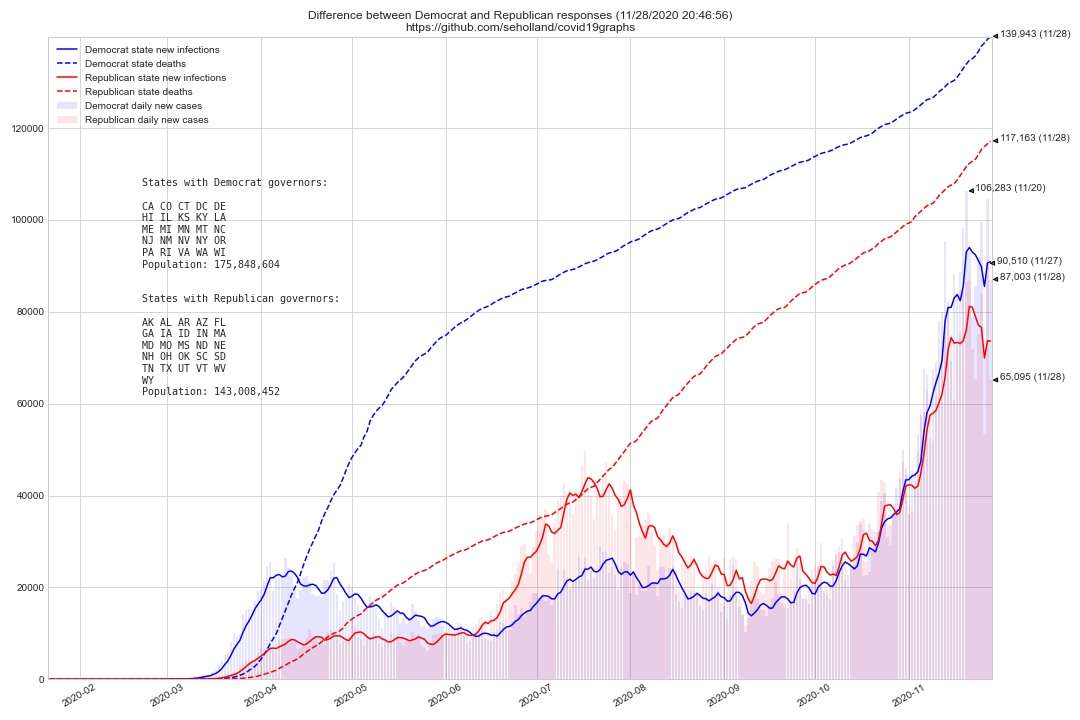 Difference between Democrat and Republican responses (11/28/2020 20:46:56)
https://github.com/seholland/covid19graphs
Democrat state new infections
Democrat state deaths
Republican state new infections
Republican state deaths
Democrat daily new cases
Republican daily new cases
States with Democrat governors:
CA CO CT DC DE
HI IL KS KY LA
ME MI MN MT NC
NJ NM NV NY OR
PA RI VA WA WI
Population: 175,848,604
States with Republican governors:
AK AL AR AZ FL
GA IA ID IN MA
MD MO MS ND NE
NH OH OK SC SD
TN TX UT VT WV
WY
Population: 143,008,452
139,943 (11/28)
117,163 (11/28)
106,283 (11/20)
90,510 (11/27)
87,003 (11/28)
65,095 (11/28)
120000
100000
80000
60000
40000
20000
0
2020-02
2020-03
2020-04
2020-05
2020-06
2020-07
2020-08
2020-09
2020-10
2020-11